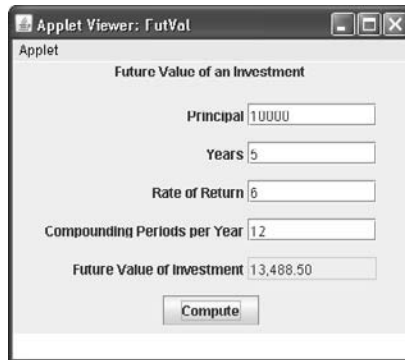 Applet Viewer: FutVal
Applet
Future Value of an Investment
Principal 10000
Years 5
Rate of Return 6
Compounding Periods per Year 12
Future Value of Investment 13,488.50
Compute